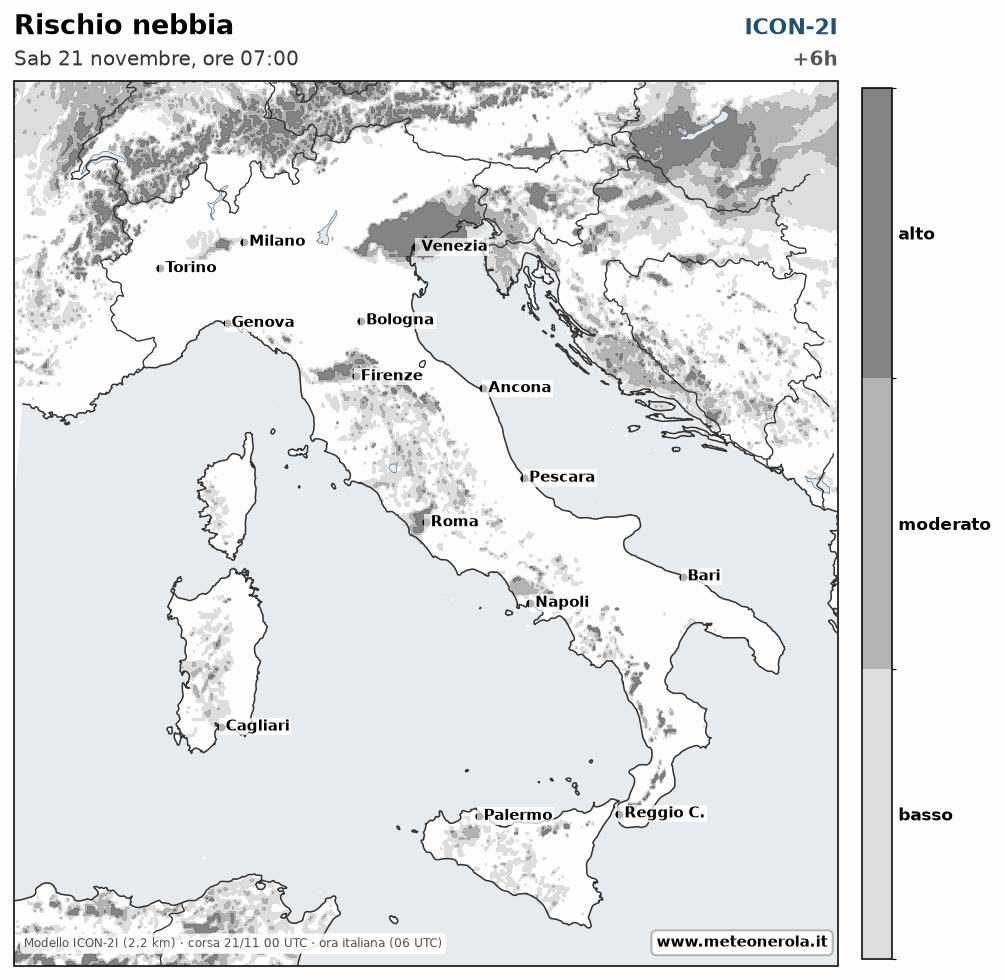 Rischio nebbia
ICON-2I
Sab 21 novembre, ore 07:00
+6h
alto
Milano
Venezia
Torino
Genova
Bologna
Firenze
Ancona
Pescara
Roma
moderato
Bari
Napoli
Cagliari
Palermo
Reggio C.
basso
Modello ICON-2I (2,2 km) · corsa 21/11 00 UTC · ora italiana (06 UTC)
www.meteonerola.it